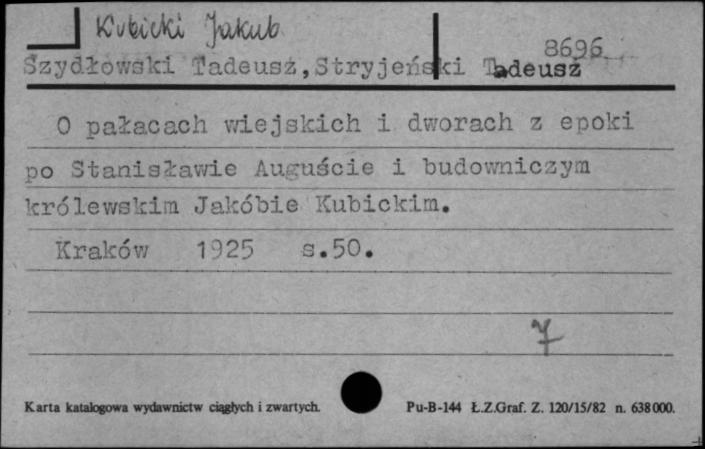 Kubicki Jakub
8696
Szydłowski Tadeusz, Stryjeński Tadeusz
O pałacach wiejskich i dworach z epoki
po Stanisławie Auguście i budowniczym
królewskim Jakóbie Kubickim.
Kraków 1925 s.50.
7
Karta katalogowa wydawnictw ciągłych i zwartych. Pu-B-144 Ł.Z.Graf. Z. 120/15/82 n. 638000.